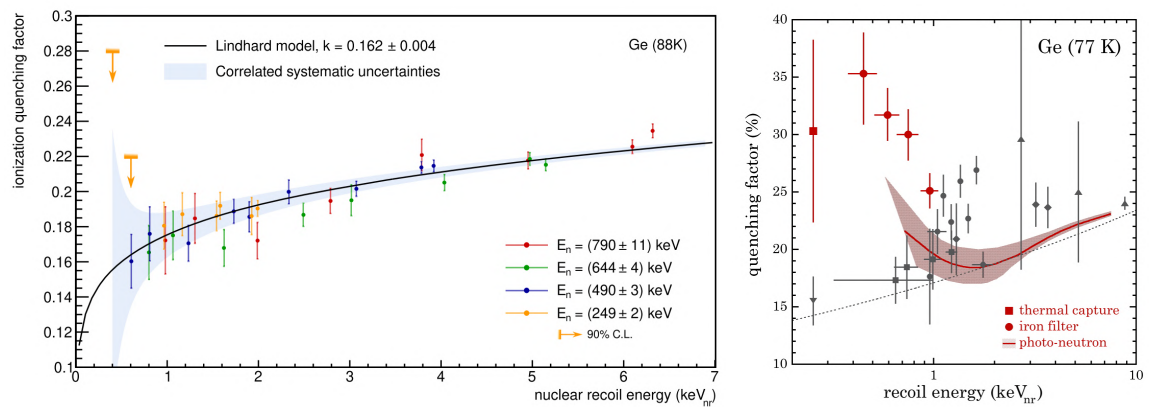 ionization quenching factor
0.3
0.28
0.26
0.24
0.22
0.2
0.18
0.16
0.14
0.12
0.1
0 1 2 3 4 5 6 7
nuclear recoil energy (keV_nr)
Lindhard model, k = 0.162 ± 0.004
Correlated systematic uncertainties
Ge (88K)
E_n = (790 ± 11) keV
E_n = (644 ± 4) keV
E_n = (490 ± 3) keV
E_n = (249 ± 2) keV
90% C.L.
quenching factor (%)
40
35
30
25
20
15
10
1 10
recoil energy (keV_nr)
Ge (77 K)
thermal capture
iron filter
photo-neutron